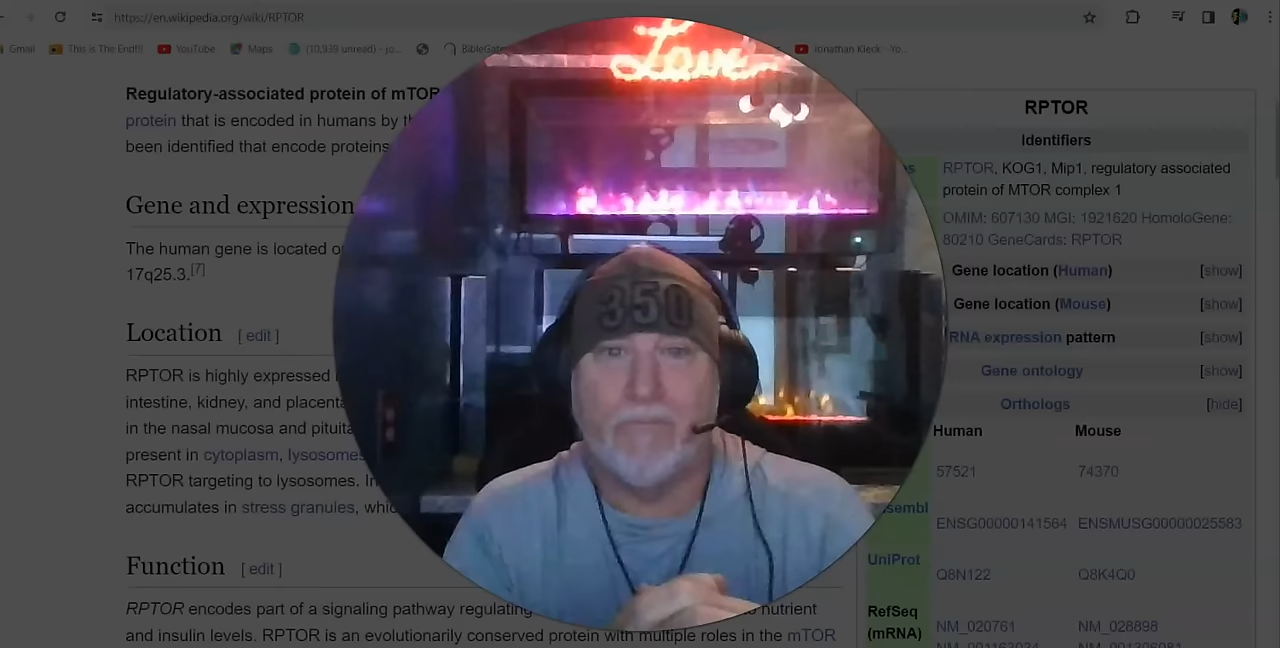 https://en.wikipedia.org/wiki/RPTOR
Gmail This is The End!!! YouTube Maps (10,939 unread) - jo... BibleGate Jonathan Kleck - Yo...
Love
350
Regulatory-associated protein of mTOR
protein that is encoded in humans by
been identified that encode proteins
Gene and expression
The human gene is located
17q25.3.[7]
Location [ edit ]
RPTOR is highly expressed
intestine, kidney, and placenta
in the nasal mucosa and
present in cytoplasm, lysosomes
RPTOR targeting to lysosomes. In
accumulates in stress granules,
Function [ edit ]
RPTOR encodes part of a signaling pathway regulating nutrient
and insulin levels. RPTOR is an evolutionarily conserved protein with multiple roles in the mTOR
RPTOR
Identifiers
RPTOR, KOG1, Mip1, regulatory associated
protein of MTOR complex 1
OMIM: 607130 MGI: 1921620 HomoloGene:
80210 GeneCards: RPTOR
Gene location (Human) [show]
Gene location (Mouse) [show]
RNA expression pattern [show]
Gene ontology [show]
Orthologs [hide]
Human Mouse
57521 74370
sembl
ENSG00000141564 ENSMUSG00000025583
UniProt
Q8N122 Q8K4Q0
RefSeq
(mRNA)
NM_020761 NM_028898